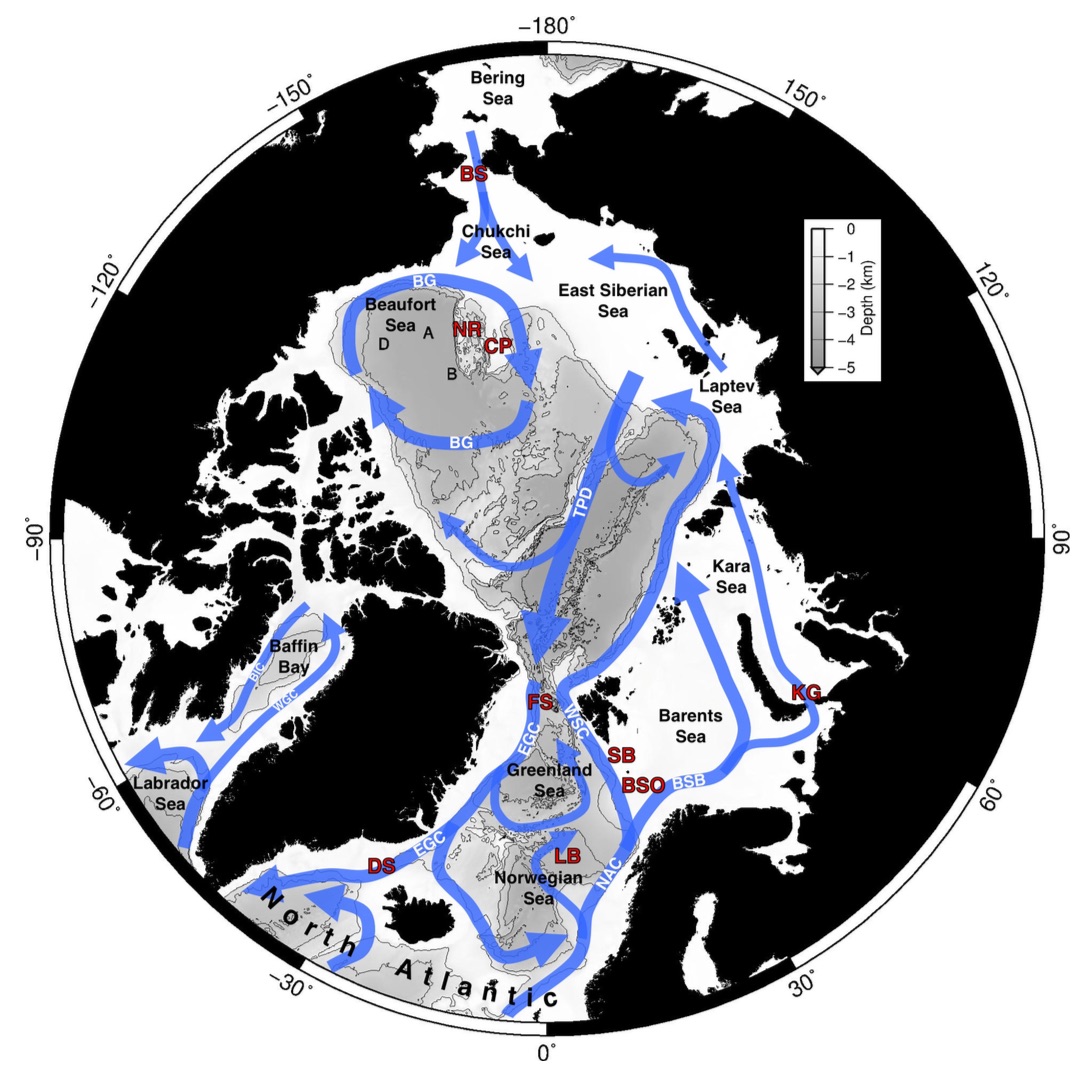 −180°
−150°
150°
Bering
Sea
BS
Chukchi
Sea
0
−1
−2
−3
−4
−5
Depth (km)
−120°
120°
BG
East Siberian
Sea
Beaufort
Sea
A
D
NR
CP
B
Laptev
Sea
BG
TPD
−90°
90°
Kara
Sea
Baffin
Bay
BIC
WGC
KG
FS
WSC
EGC
Barents
Sea
SB
BSO
BSB
Greenland
Sea
Labrador
Sea
−60°
60°
EGC
DS
LB
NAC
Norwegian
Sea
North Atlantic
−30°
30°
0°